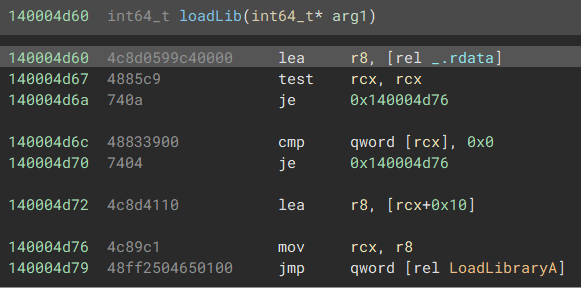 140004d60 int64_t loadLib(int64_t* arg1)
140004d60 4c8d0599c40000 lea r8, [rel _.rdata]
140004d67 4885c9 test rcx, rcx
140004d6a 740a je 0x140004d76
140004d6c 48833900 cmp qword [rcx], 0x0
140004d70 7404 je 0x140004d76
140004d72 4c8d4110 lea r8, [rcx+0x10]
140004d76 4c89c1 mov rcx, r8
140004d79 48ff2504650100 jmp qword [rel LoadLibraryA]